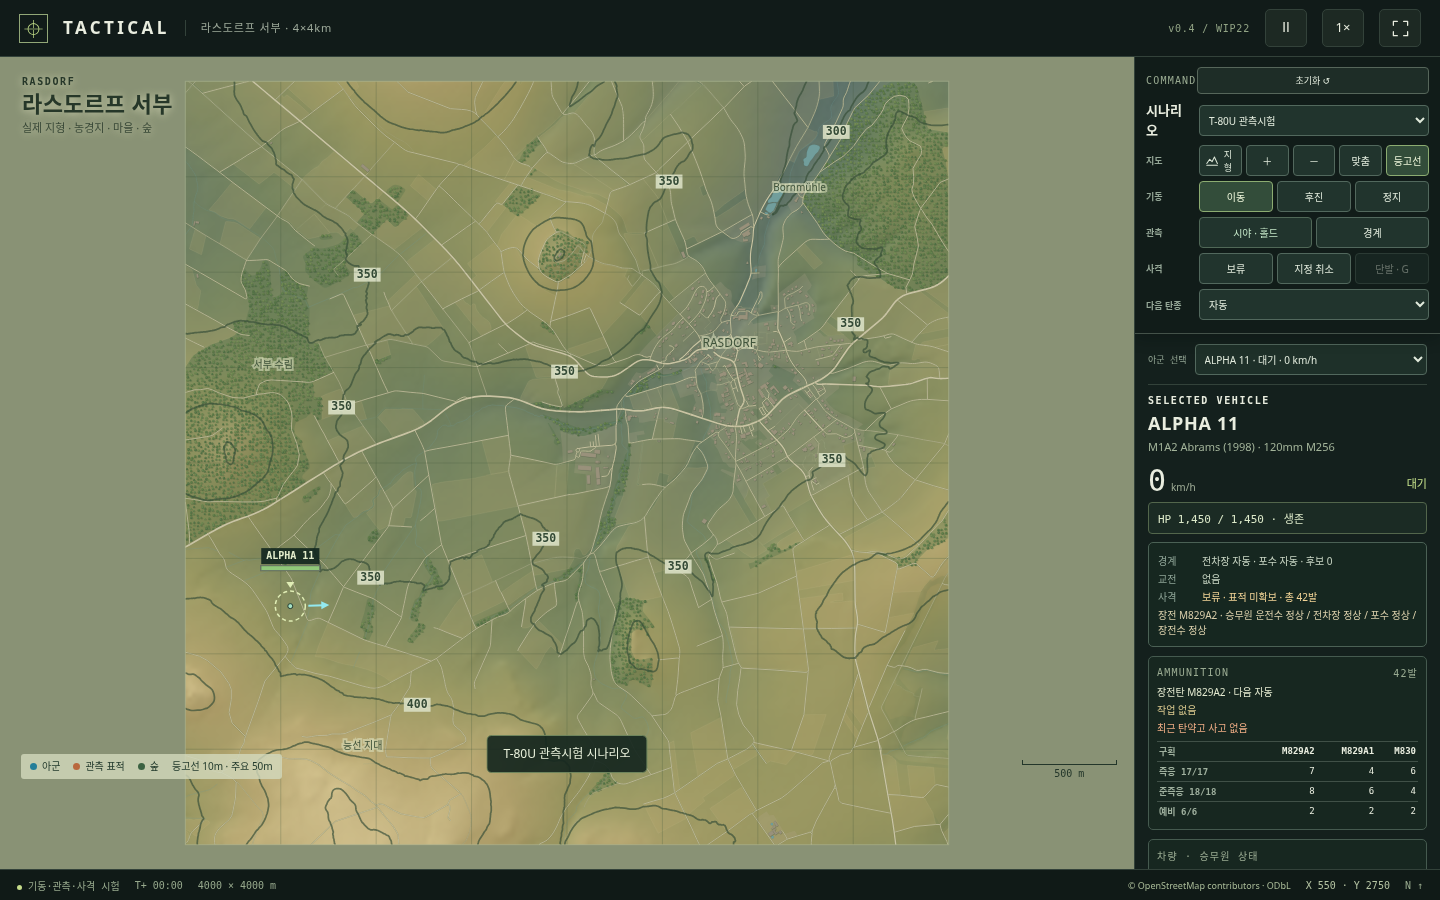 TACTICAL
라스도르프 서부 · 4×4km
v0.4 / WIP22
II
1×
RASDORF
라스도르프 서부
실제 지형 · 농경지 · 마을 · 숲
300
350
Bornmühle
350
350
RASDORF
350
서부 수림
350
350
350
350
ALPHA 11
350
400
능선 지대
T-80U 관측시험 시나리오
아군
관측 표적
숲
등고선 10m · 주요 50m
500 m
COMMAND
초기화 ↺
시나리오
T-80U 관측시험
지도
지형
+
−
맞춤
등고선
기동
이동
후진
정지
관측
시야 · 홀드
경계
사격
보류
지정 취소
단발 · G
다음 탄종
자동
아군 선택
ALPHA 11 · 대기 · 0 km/h
SELECTED VEHICLE
ALPHA 11
M1A2 Abrams (1998) · 120mm M256
0 km/h
대기
HP 1,450 / 1,450 · 생존
경계 전차장 자동 · 포수 자동 · 후보 0
교전 없음
사격 보류 · 표적 미확보 · 총 42발
장전 M829A2 · 승무원 운전수 정상 / 전차장 정상 / 포수 정상 /
장전수 정상
AMMUNITION 42발
장전탄 M829A2 · 다음 자동
작업 없음
최근 탄약고 사고 없음
구획 M829A2 M829A1 M830
즉응 17/17 7 4 6
준즉응 18/18 8 6 4
예비 6/6 2 2 2
차량 · 승무원 상태
기동·관측·사격 시험
T+ 00:00
4000 × 4000 m
© OpenStreetMap contributors · ODbL
X 550 · Y 2750
N ↑